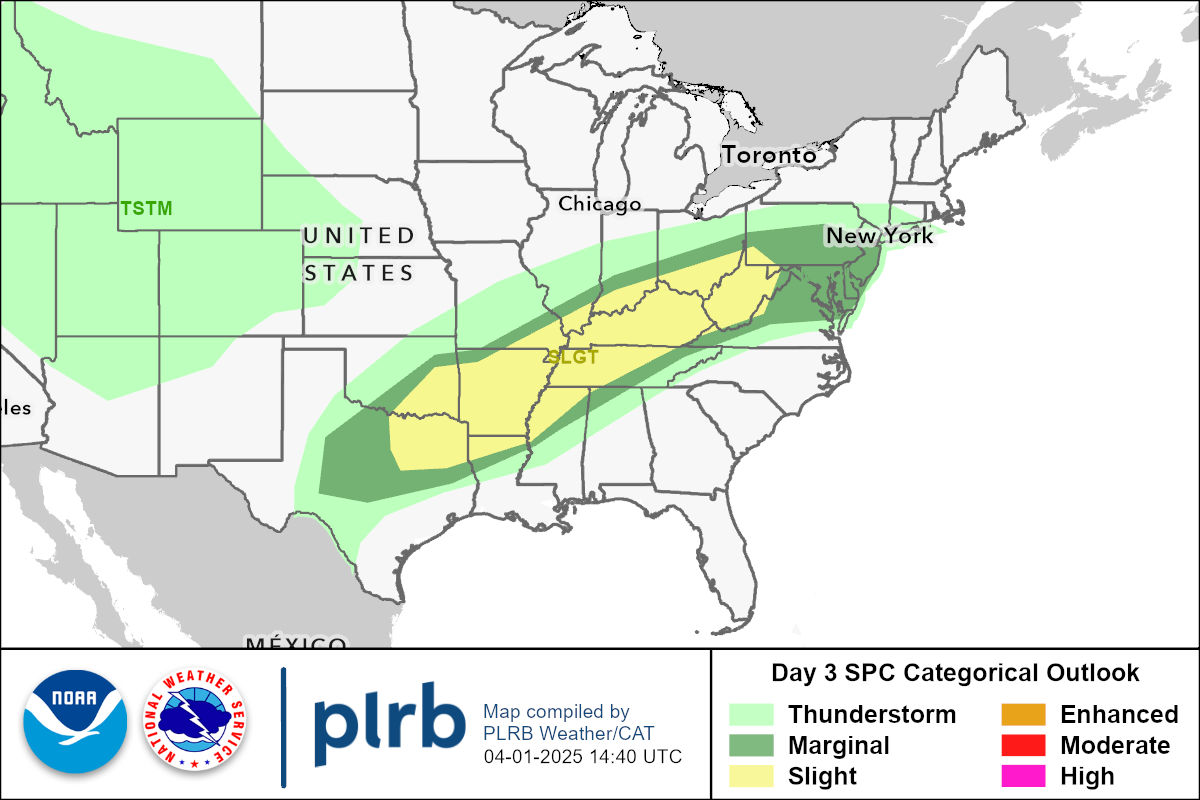 Toronto
Chicago
TSTM
UNITED
STATES
New York
SLGT
les
MÉXICO
NOAA
NATIONAL WEATHER SERVICE
plrb
Map compiled by
PLRB Weather/CAT
04-01-2025 14:40 UTC
Day 3 SPC Categorical Outlook
Thunderstorm
Marginal
Slight
Enhanced
Moderate
High